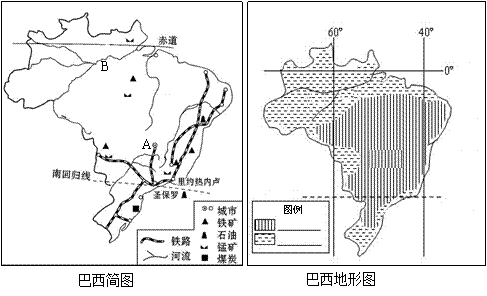 赤道
B
A
南回归线
里约热内卢
圣保罗
城市
铁矿
石油
锰矿
煤炭
铁路
河流
巴西简图
60° 40°
0°
图例
巴西地形图